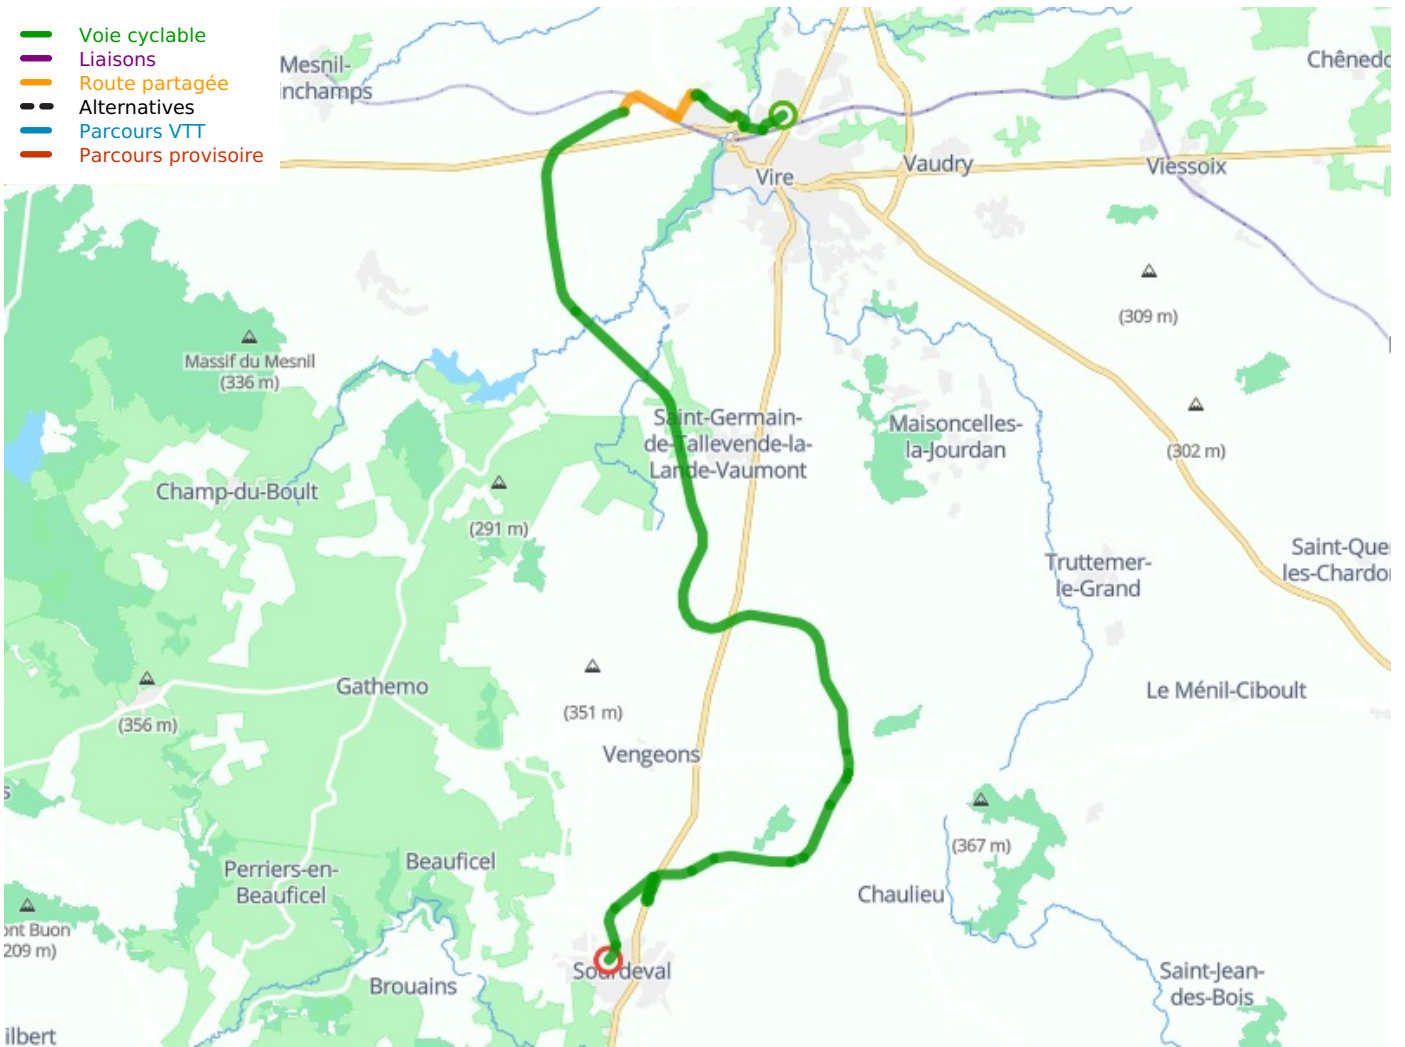 Voie cyclable
Liaisons
Route partagée
Alternatives
Parcours VTT
Parcours provisoire
Mesnil-
inchamps
Chênedo
Vire
Vaudry
Viessoix
(309 m)
Massif du Mesnil
(336 m)
Saint-Germain-
de-Tallevende-la-
Lande-Vaumont
Maisoncelles-
la-Jourdan
(302 m)
Champ-du-Boult
(291 m)
Truttemer-
le-Grand
Saint-Que
les-Chardo
Gathemo
(356 m)
(351 m)
Le Ménil-Ciboult
Vengeons
s
(367 m)
Perriers-en-
Beauficel
Beauficel
Chaulieu
ont Buon
209 m)
Brouains
Sourdeval
Saint-Jean-
des-Bois
ilbert